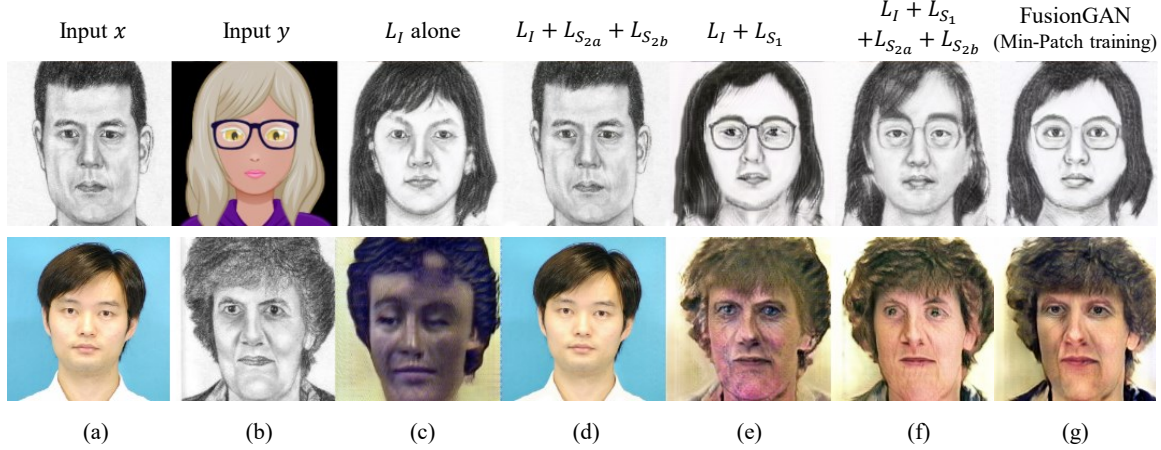 Input x
Input y
L_I alone
L_I + L_{S_{2a}} + L_{S_{2b}}
L_I + L_{S_1}
L_I + L_{S_1}
+L_{S_{2a}} + L_{S_{2b}}
FusionGAN
(Min-Patch training)
(a)
(b)
(c)
(d)
(e)
(f)
(g)